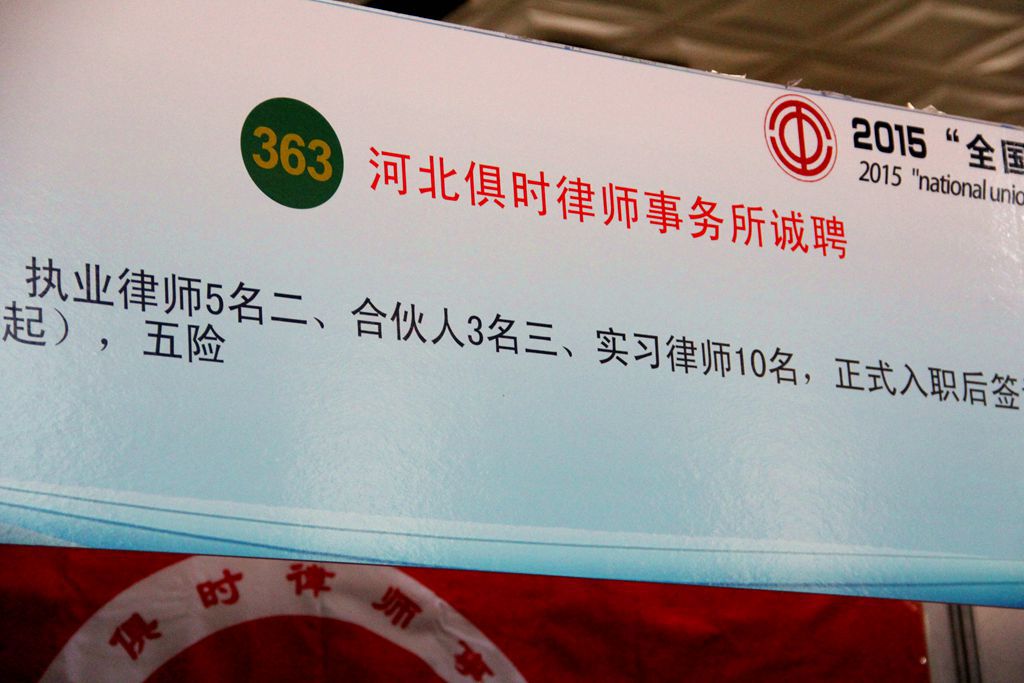 363
河北俱时律师事务所诚聘
2015 “全国
2015 "national unio
执业律师5名二、合伙人3名三、实习律师10名，正式入职后签
起），五险
俱时律师事